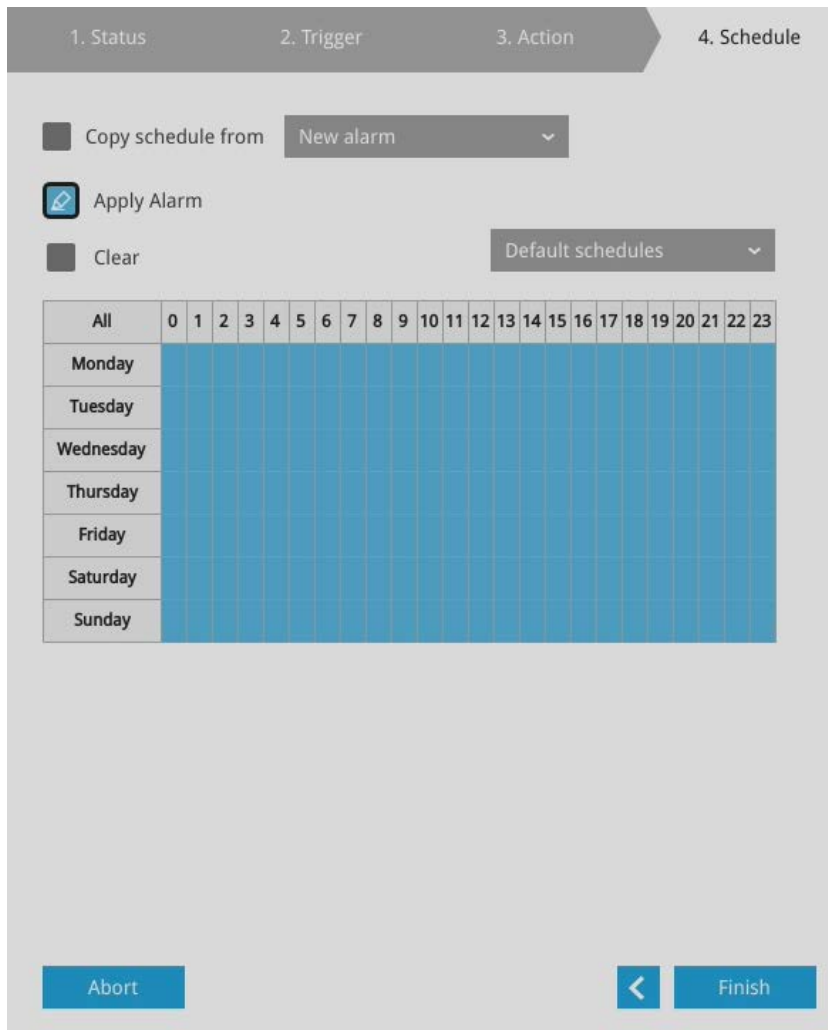 1. Status 2. Trigger 3. Action 4. Schedule
Copy schedule from New alarm
Apply Alarm
Clear Default schedules
All 0 1 2 3 4 5 6 7 8 9 10 11 12 13 14 15 16 17 18 19 20 21 22 23
Monday
Tuesday
Wednesday
Thursday
Friday
Saturday
Sunday
Abort Finish